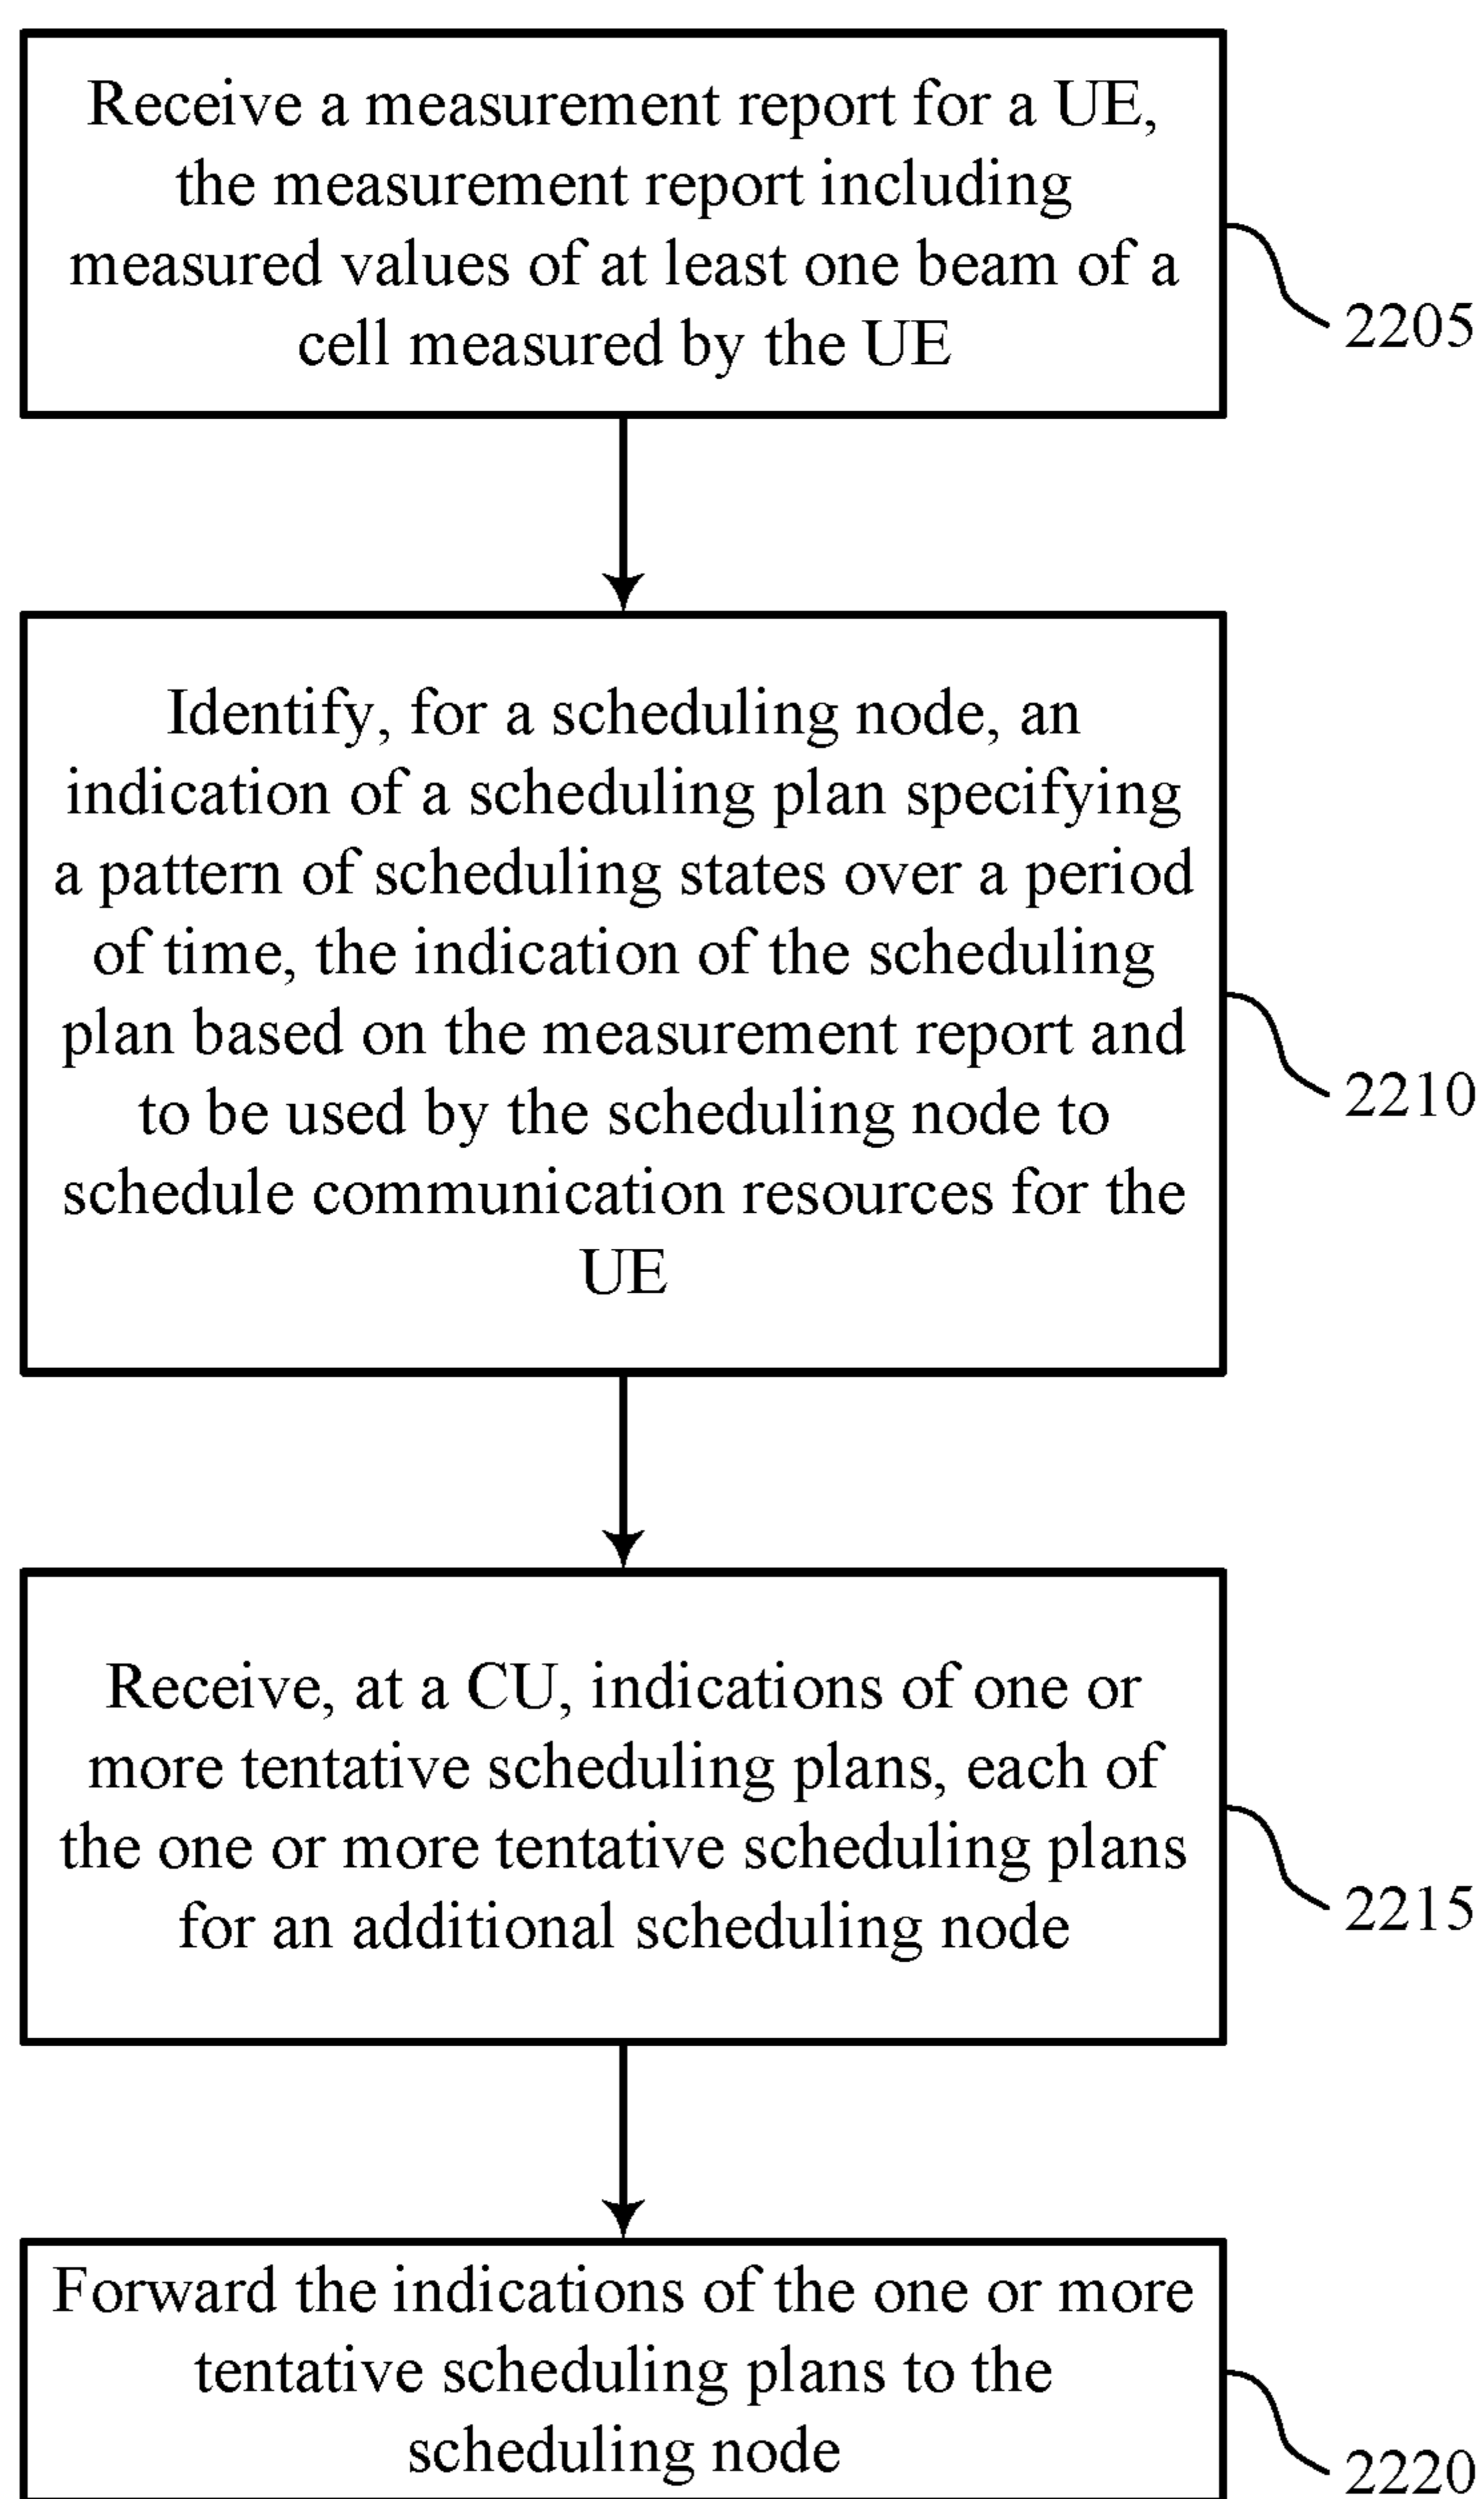 Receive a measurement report for a UE,
the measurement report including
measured values of at least one beam of a
cell measured by the UE
2205
Identify, for a scheduling node, an
indication of a scheduling plan specifying
a pattern of scheduling states over a period
of time, the indication of the scheduling
plan based on the measurement report and
to be used by the scheduling node to
schedule communication resources for the
UE
2210
Receive, at a CU, indications of one or
more tentative scheduling plans, each of
the one or more tentative scheduling plans
for an additional scheduling node
2215
Forward the indications of the one or more
tentative scheduling plans to the
scheduling node
2220